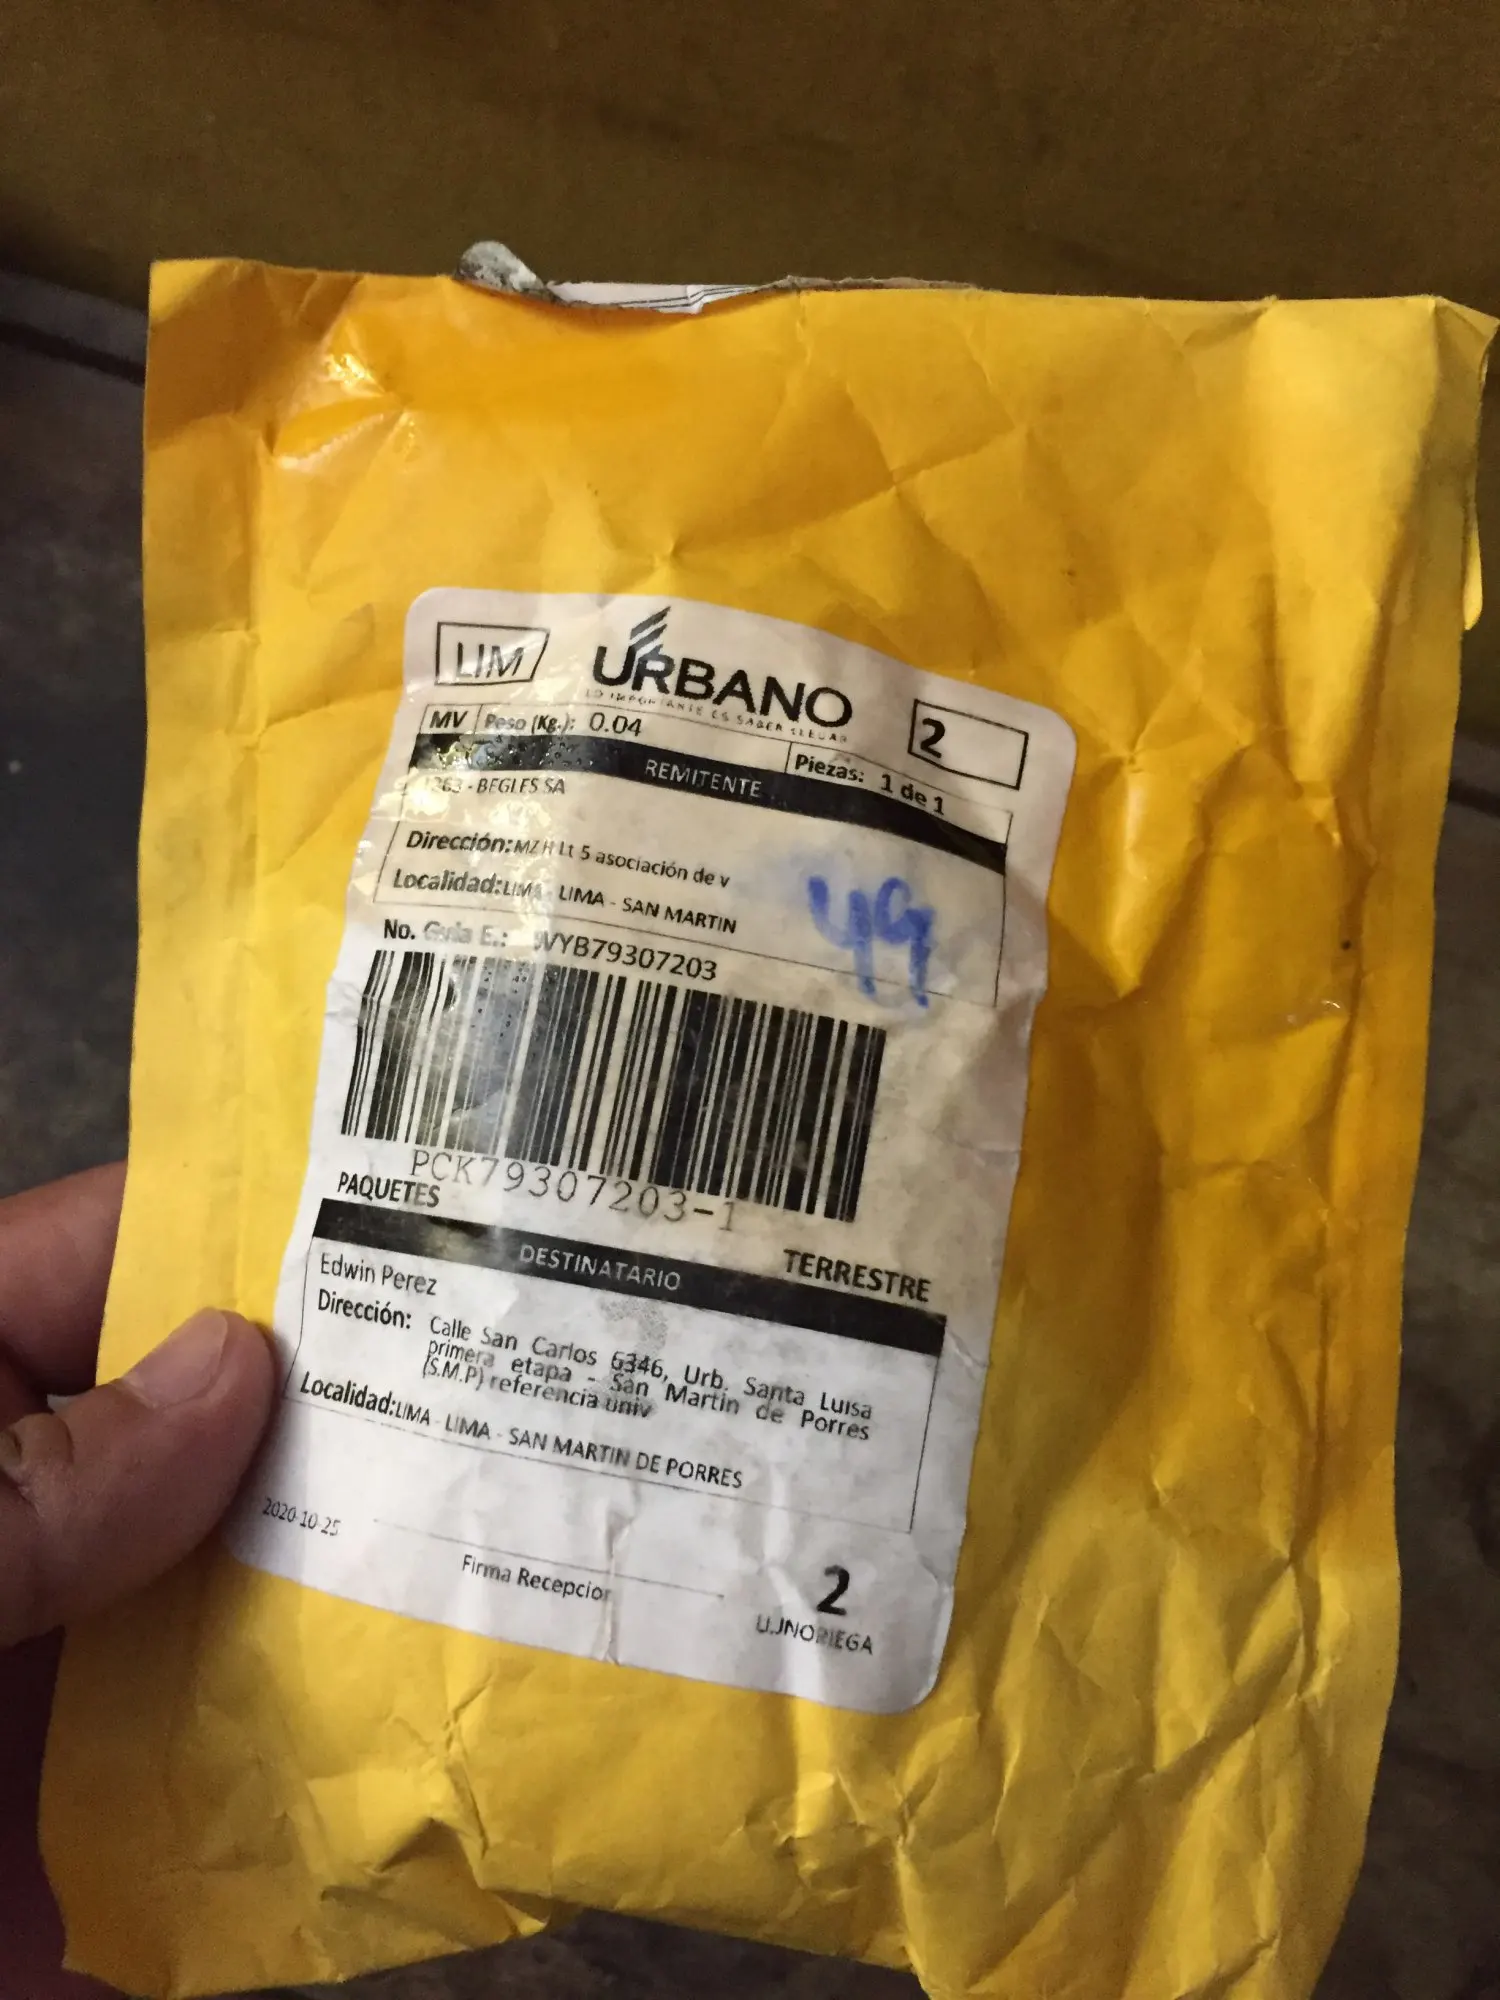 LIM
URBANO
LO IMPORTANTE ES SABER LLEGAR
2
MV Peso (Kg.): 0.04
Piezas: 1 de 1
REMITENTE
1263 - BEGLES SA
Dirección: MZ H Lt 5 asociación de v
Localidad: LIMA - LIMA - SAN MARTIN
49
No. Guia E.: WYB79307203
PCK79307203-1
PAQUETES
TERRESTRE
DESTINATARIO
Edwin Perez
Dirección: Calle San Carlos 6346, Urb. Santa Luisa
primera etapa - San Martin de Porres
(S.M.P) referencia univ
Localidad: LIMA - LIMA - SAN MARTIN DE PORRES
2020-10-25
Firma Recepcion
2
U.JNORIEGA